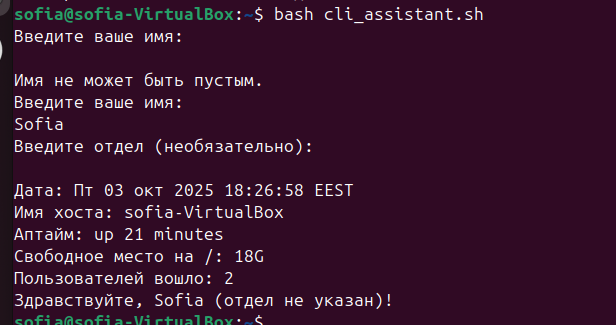 sofia@sofia-VirtualBox:~$ bash cli_assistant.sh
Введите ваше имя:
Имя не может быть пустым.
Введите ваше имя:
Sofia
Введите отдел (необязательно):
Дата: Пт 03 окт 2025 18:26:58 EEST
Имя хоста: sofia-VirtualBox
Аптайм: up 21 minutes
Свободное место на /: 18G
Пользователей вошло: 2
Здравствуйте, Sofia (отдел не указан)!
sofia@sofia-VirtualBox:~$